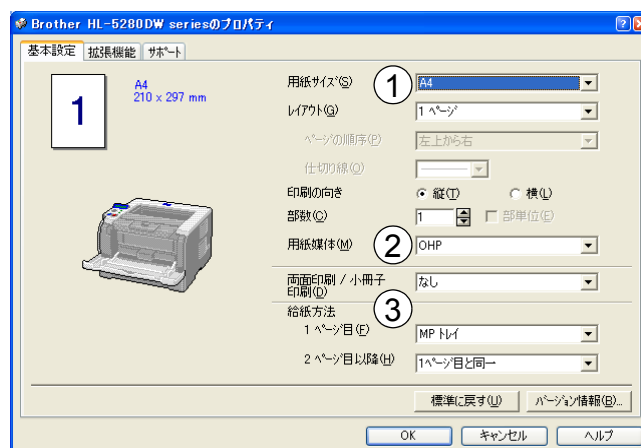 Brother HL-5280DW seriesのプロパティ
基本設定 拡張機能 サポート
1
A4
210 x 297 mm
用紙サイズ(S) ① A4
レイアウト(G) 1 ページ
ページの順序(P) 左上から右
仕切り線(O)
印刷の向き 縦(T) 横(L)
部数(C) 1 部単位(E)
用紙媒体(M) ② OHP
両面印刷 / 小冊子
印刷(D) なし
給紙方法 ③
1 ページ目(F) MP トレイ
2 ページ目以降(H) 1ページ目と同一
標準に戻す(U) バージョン情報(B)...
OK キャンセル ヘルプ